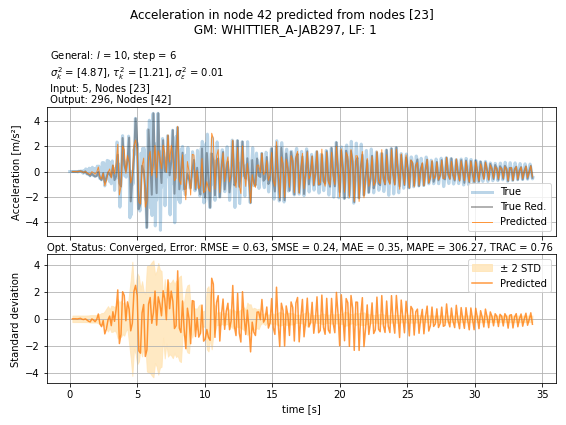 Acceleration in node 42 predicted from nodes [23]
GM: WHITTIER_A-JAB297, LF: 1
General: l = 10, step = 6
σ²ₖ = [4.87], τ²ₖ = [1.21], σ²ε = 0.01
Input: 5, Nodes [23]
Output: 296, Nodes [42]
Acceleration [m/s²]
4
2
0
−2
−4
True
True Red.
Predicted
Opt. Status: Converged, Error: RMSE = 0.63, SMSE = 0.24, MAE = 0.35, MAPE = 306.27, TRAC = 0.76
Standard deviation
4
2
0
−2
−4
± 2 STD
Predicted
0 5 10 15 20 25 30 35
time [s]